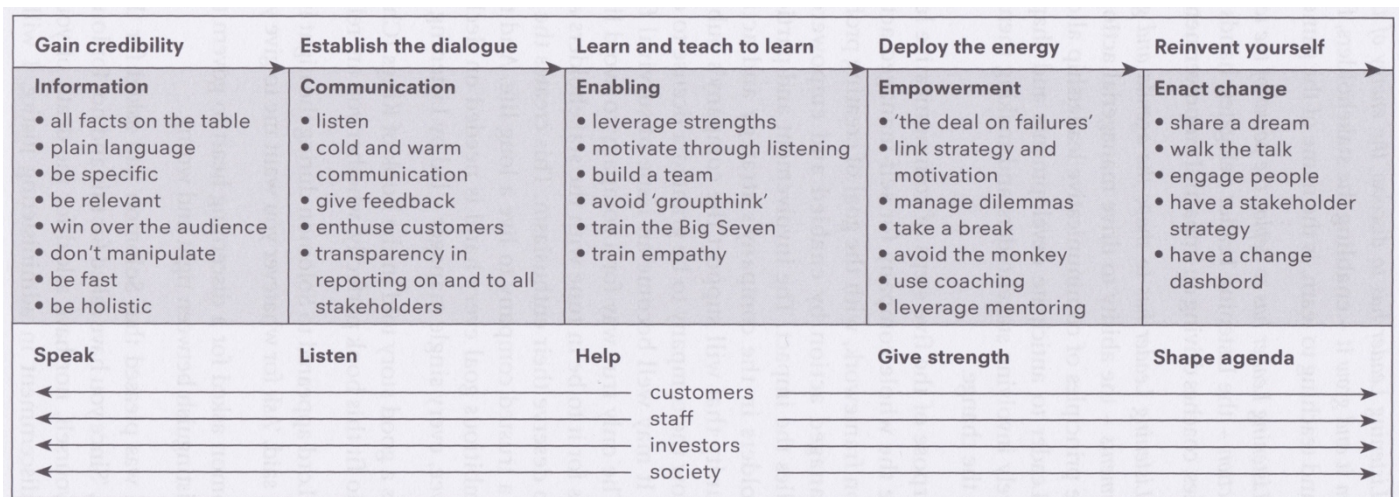 Gain credibility
Establish the dialogue
Learn and teach to learn
Deploy the energy
Reinvent yourself
Information
• all facts on the table
• plain language
• be specific
• be relevant
• win over the audience
• don't manipulate
• be fast
• be holistic
Communication
• listen
• cold and warm
communication
• give feedback
• enthuse customers
• transparency in
reporting on and to all
stakeholders
Enabling
• leverage strengths
• motivate through listening
• build a team
• avoid 'groupthink'
• train the Big Seven
• train empathy
Empowerment
• 'the deal on failures'
• link strategy and
motivation
• manage dilemmas
• take a break
• avoid the monkey
• use coaching
• leverage mentoring
Enact change
• share a dream
• walk the talk
• engage people
• have a stakeholder
strategy
• have a change
dashbord
Speak
Listen
Help
Give strength
Shape agenda
customers
staff
investors
society